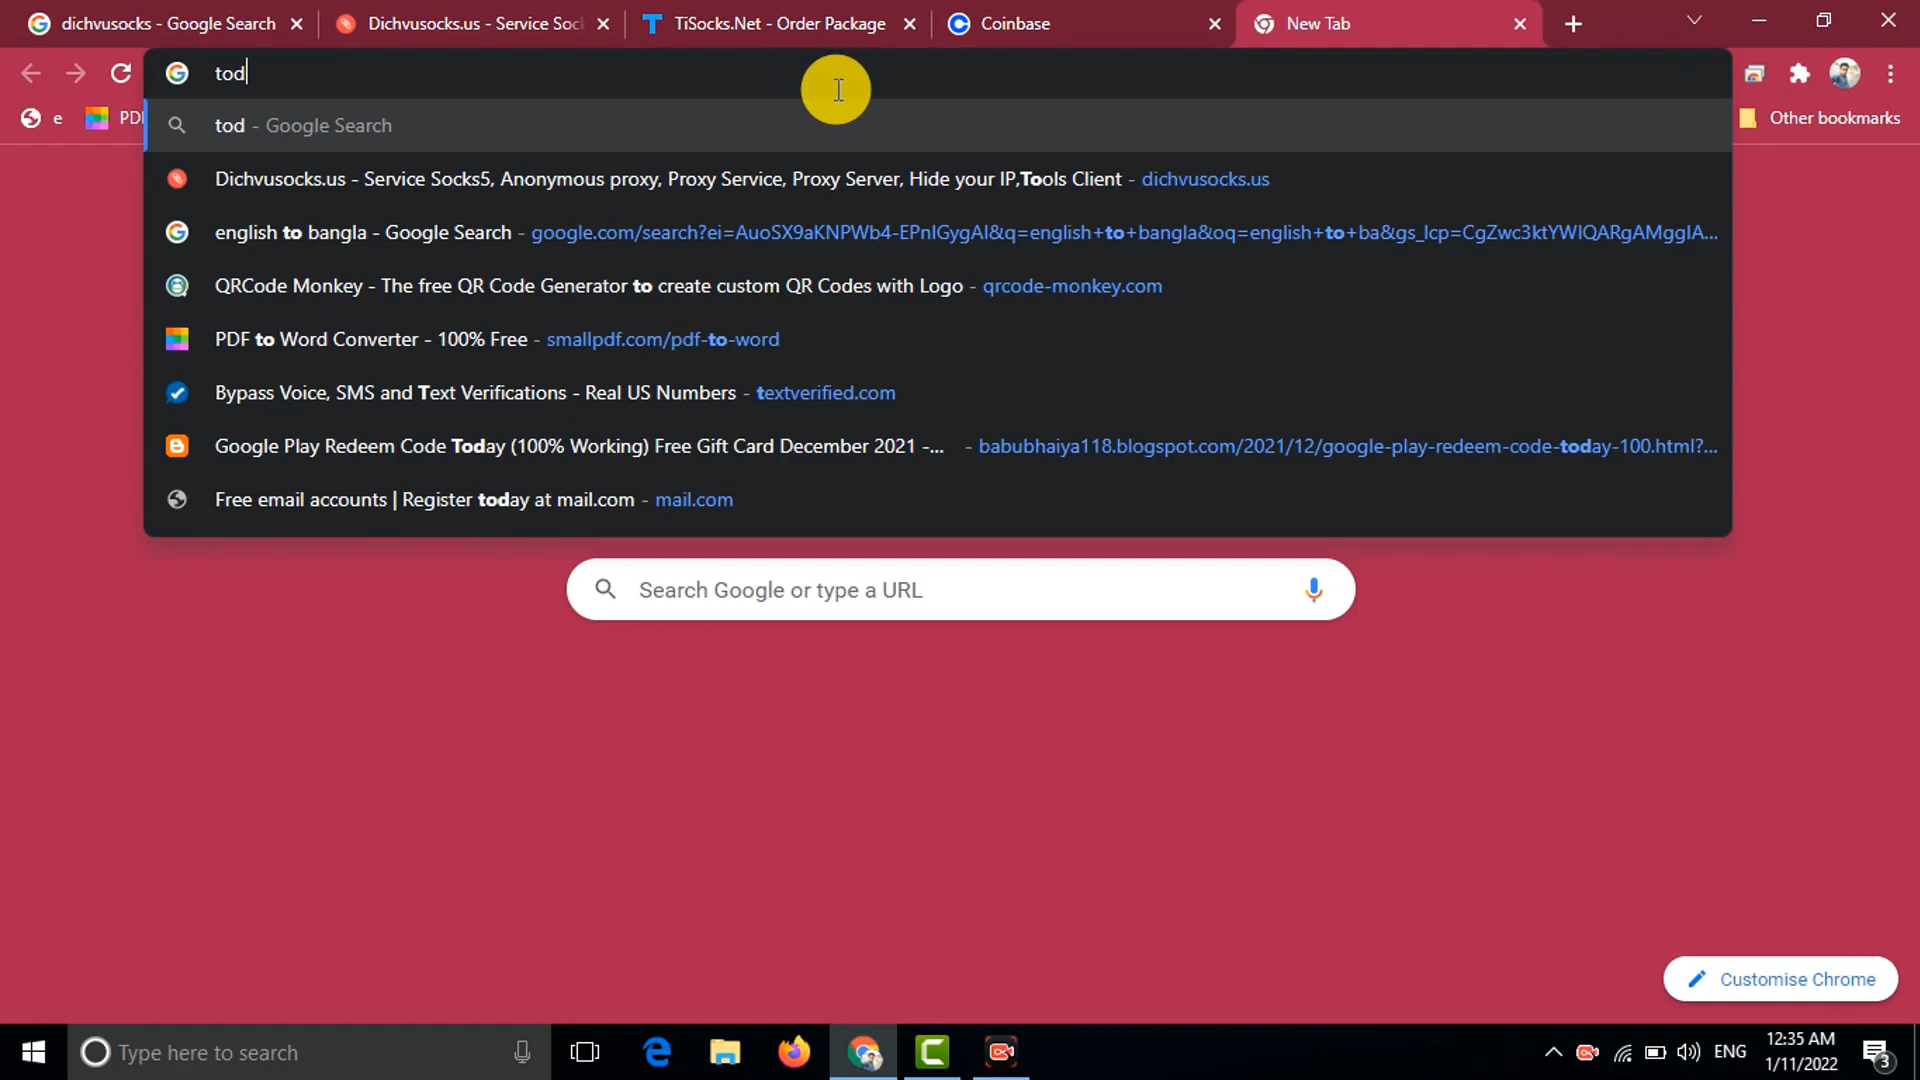 dichvusocks - Google Search
Dichvusocks.us - Service Soc
TiSocks.Net - Order Package
Coinbase
New Tab
tod
e
PD
Other bookmarks
tod - Google Search
Dichvusocks.us - Service Socks5, Anonymous proxy, Proxy Service, Proxy Server, Hide your IP,Tools Client - dichvusocks.us
english to bangla - Google Search - google.com/search?ei=AuoSX9aKNPWb4-EPnIGygAI&q=english+to+bangla&oq=english+to+ba&gs_lcp=CgZwc3ktYWIQARgAMggIA...
QRCode Monkey - The free QR Code Generator to create custom QR Codes with Logo - qrcode-monkey.com
PDF to Word Converter - 100% Free - smallpdf.com/pdf-to-word
Bypass Voice, SMS and Text Verifications - Real US Numbers - textverified.com
Google Play Redeem Code Today (100% Working) Free Gift Card December 2021 -... - babubhaiya118.blogspot.com/2021/12/google-play-redeem-code-today-100.html?...
Free email accounts | Register today at mail.com - mail.com
Search Google or type a URL
Customise Chrome
Type here to search
ENG
12:35 AM
1/11/2022
3